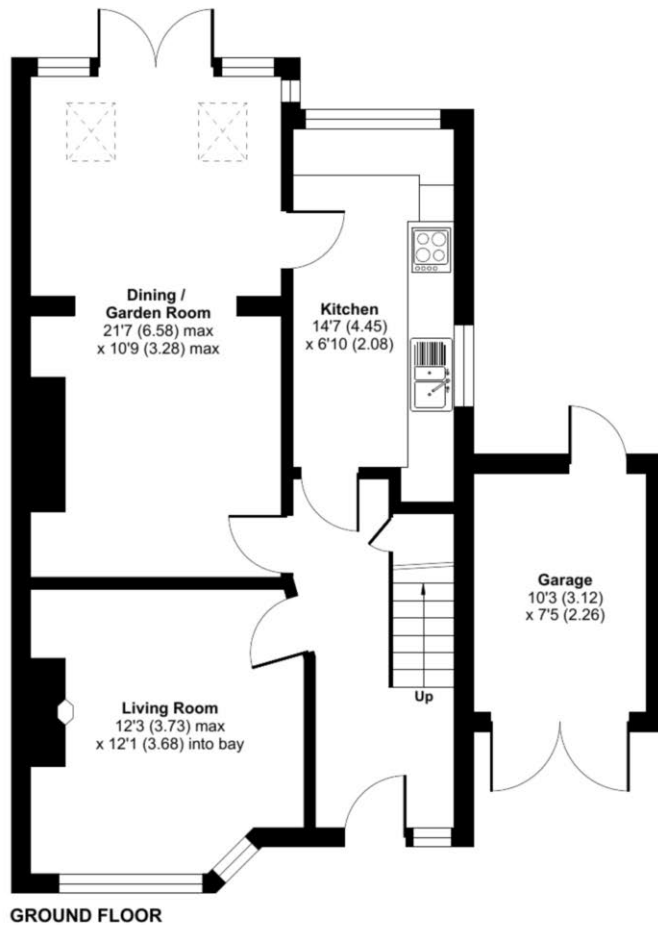 Dining /
Garden Room
21'7 (6.58) max
x 10'9 (3.28) max
Kitchen
14'7 (4.45)
x 6'10 (2.08)
Garage
10'3 (3.12)
x 7'5 (2.26)
Living Room
12'3 (3.73) max
x 12'1 (3.68) into bay
Up
GROUND FLOOR